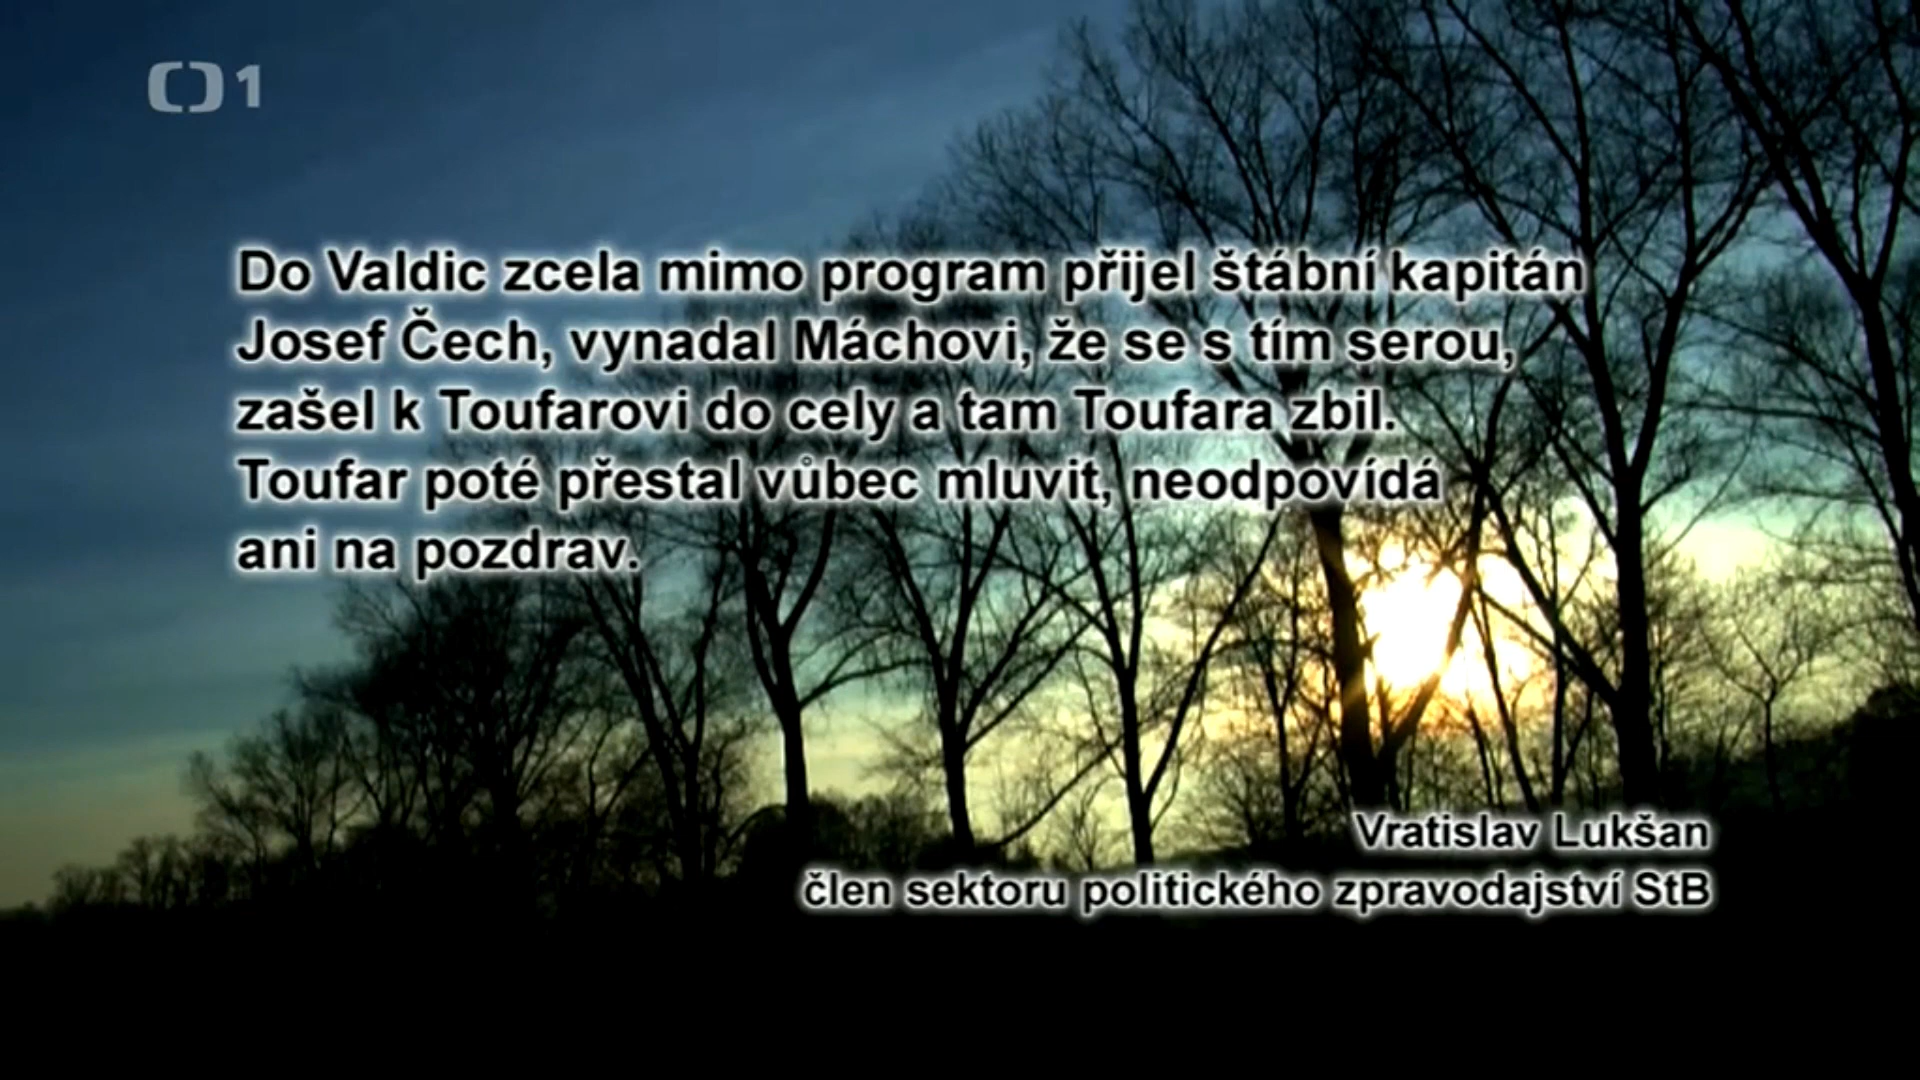 1
Do Valdic zcela mimo program přijel štábní kapitán
Josef Čech, vynadal Máchovi, že se s tím serou,
zašel k Toufarovi do cely a tam Toufara zbil.
Toufar poté přestal vůbec mluvit, neodpovídá
ani na pozdrav.
Vratislav Lukšan
člen sektoru politického zpravodajství StB